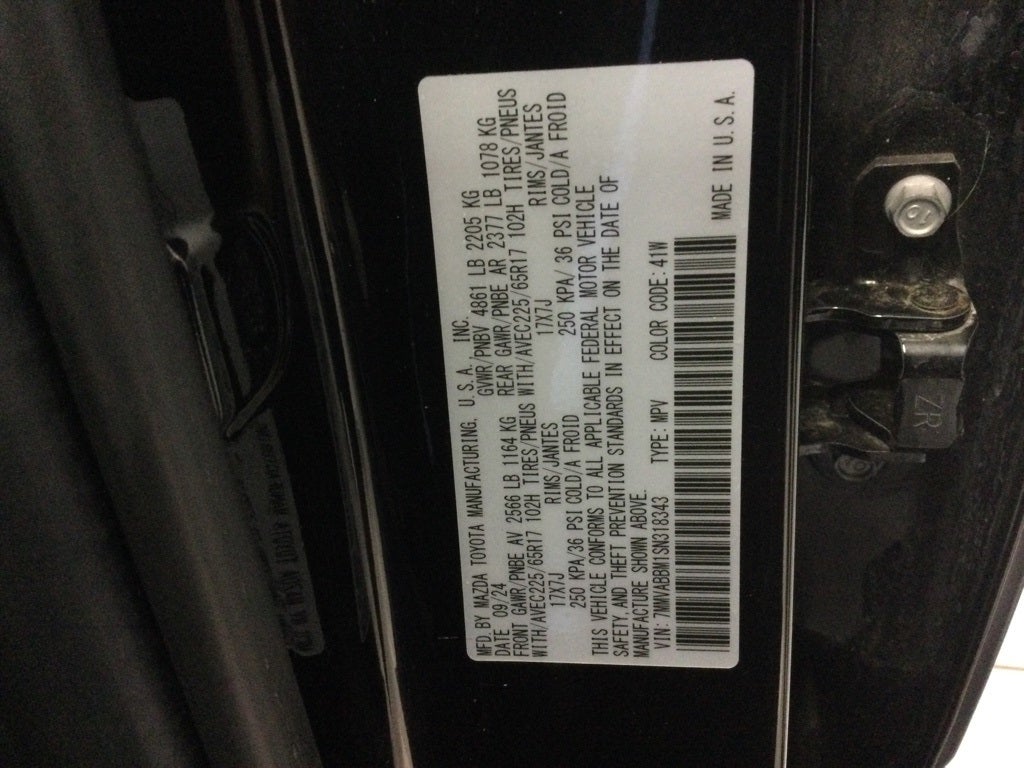 MFD. BY MAZDA TOYOTA MANUFACTURING, U.S.A. INC.
DATE 09/24 GVWR/PNBV 4861 LB 2205 KG
FRONT GAWR/PNBE AV 2566 LB 1164 KG REAR GAWR/PNBE AR 2377 LB 1078 KG
WITH/AVEC225/65R17 102H TIRES/PNEUS WITH/AVEC225/65R17 102H TIRES/PNEUS
17X7J RIMS/JANTES 17X7J RIMS/JANTES
250 KPA/36 PSI COLD/A FROID 250 KPA/ 36 PSI COLD/A FROID
THIS VEHICLE CONFORMS TO ALL APPLICABLE FEDERAL MOTOR VEHICLE
SAFETY, AND THEFT PREVENTION STANDARDS IN EFFECT ON THE DATE OF
MANUFACTURE SHOWN ABOVE.
VIN: 7MMVABBM1SN318343 TYPE: MPV COLOR CODE: 41W
MADE IN U.S.A.
ZR
10